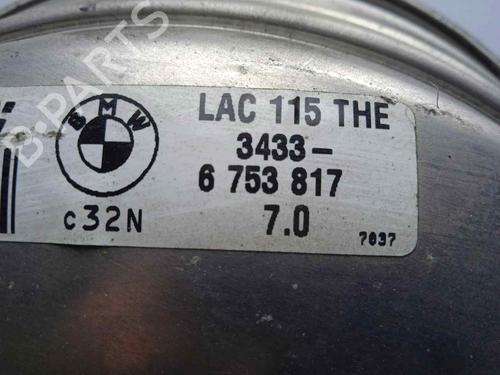 B-PARTS
BMW
LAC 115 THE
3433-
6 753 817
c32N
7.0
7037